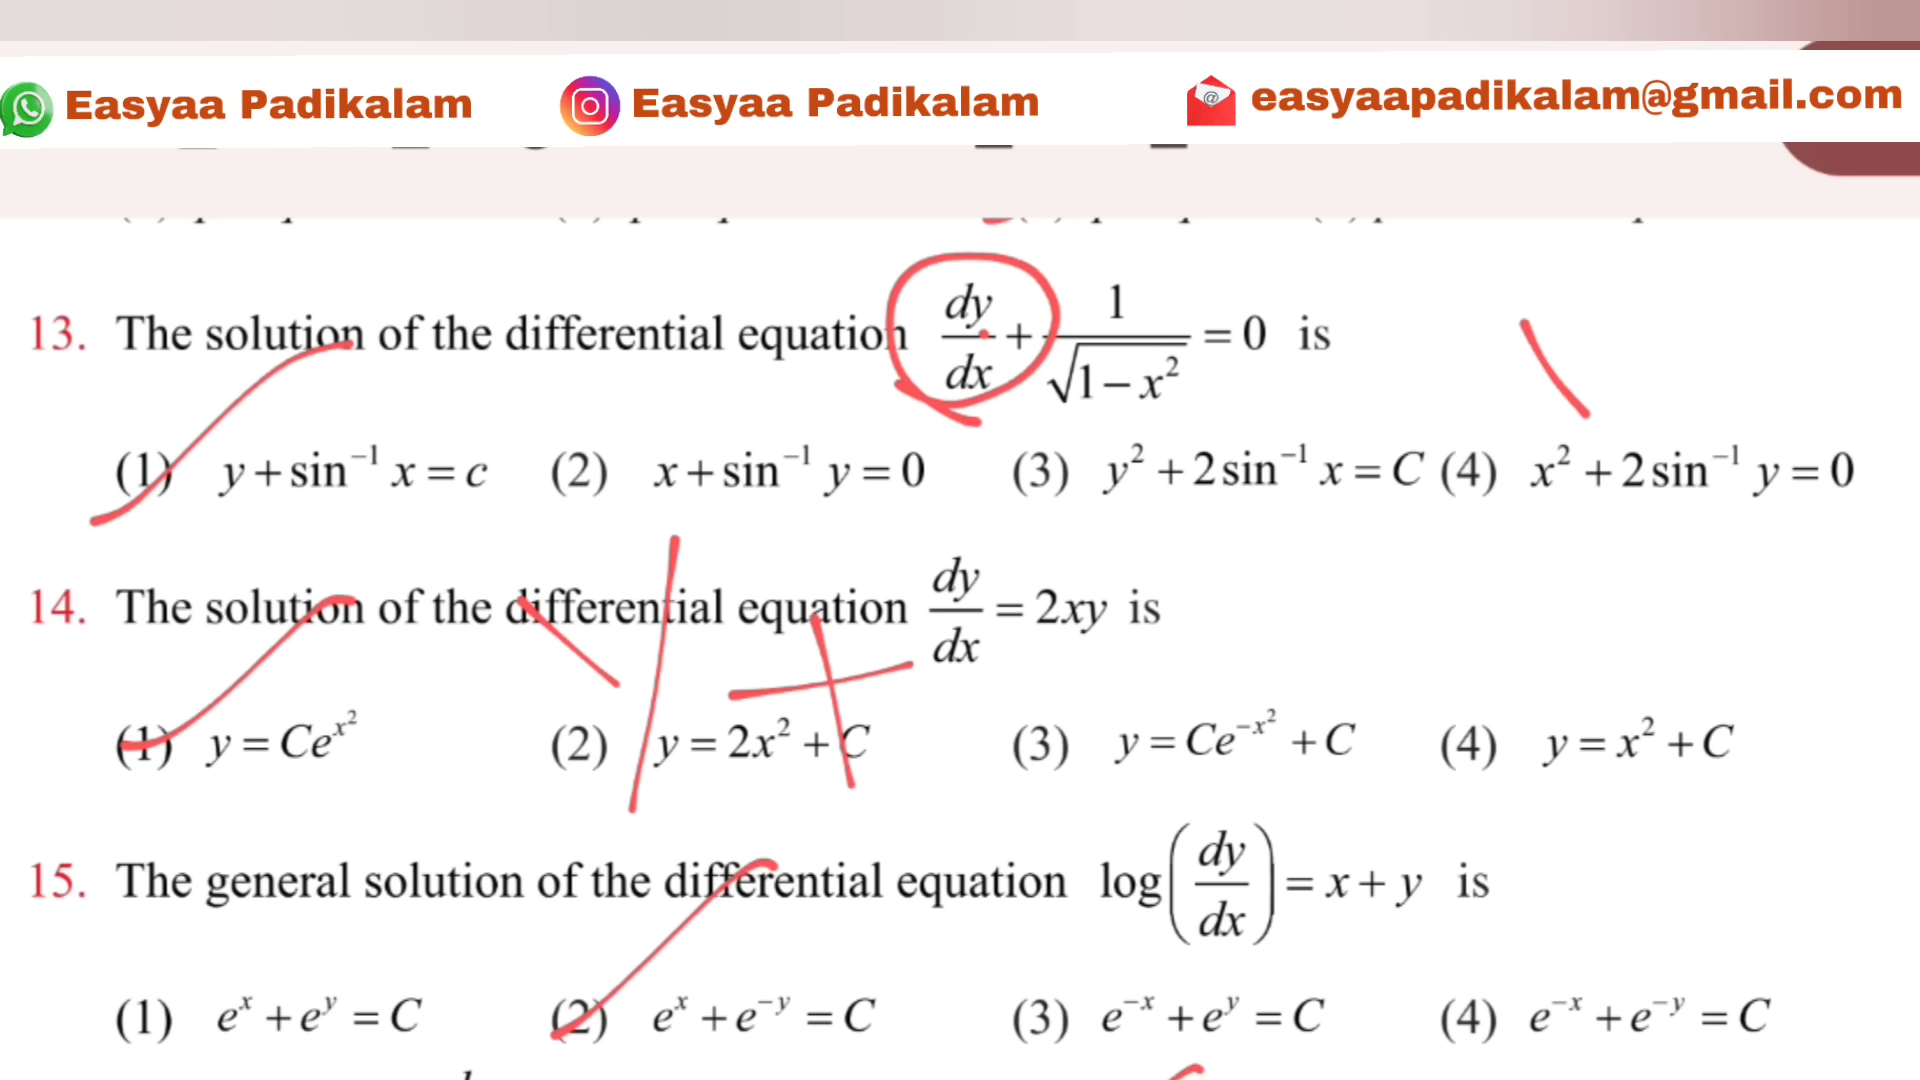 Easyaa Padikalam Easyaa Padikalam easyaapadikalam@gmail.com
13. The solution of the differential equation dy/dx + 1/√(1−x²) = 0 is
(1) y + sin⁻¹ x = c (2) x + sin⁻¹ y = 0 (3) y² + 2 sin⁻¹ x = C (4) x² + 2 sin⁻¹ y = 0
14. The solution of the differential equation dy/dx = 2xy is
(1) y = Ce^{x²} (2) y = 2x² + C (3) y = Ce^{−x²} + C (4) y = x² + C
15. The general solution of the differential equation log(dy/dx) = x + y is
(1) eˣ + eʸ = C (2) eˣ + e⁻ʸ = C (3) e⁻ˣ + eʸ = C (4) e⁻ˣ + e⁻ʸ = C